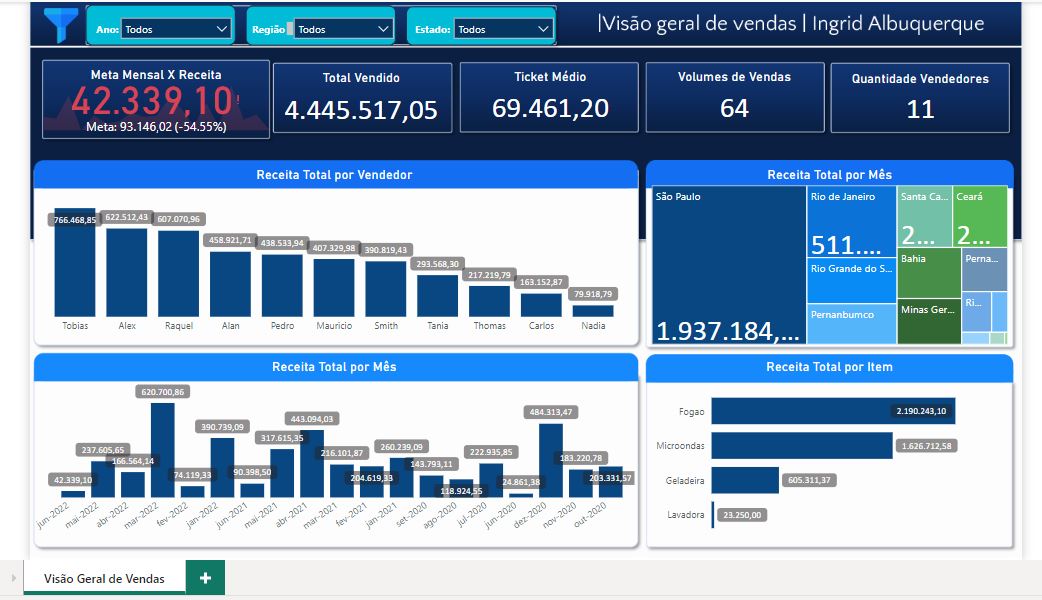 Ano: Todos
Região Todos
Estado: Todos
|Visão geral de vendas | Ingrid Albuquerque
Meta Mensal X Receita
42.339,10!
Meta: 93.146,02 (-54.55%)
Total Vendido
4.445.517,05
Ticket Médio
69.461,20
Volumes de Vendas
64
Quantidade Vendedores
11
Receita Total por Vendedor
766.468,85
622.512,43
607.070,96
458.921,71
438.533,94
407.329,98
390.819,43
293.568,30
217.219,79
163.152,87
79.918,79
Tobias Alex Raquel Alan Pedro Mauricio Smith Tania Thomas Carlos Nadia
Receita Total por Mês
São Paulo
1.937.184,...
Rio de Janeiro
511....
Rio Grande do S...
Pernambumco
Santa Ca...
2...
Ceará
2...
Bahia
Minas Ger...
Perna...
Ri...
Receita Total por Mês
42.339,10
237.605,65
166.564,14
620.700,86
74.119,33
390.739,09
90.398,50
317.615,35
443.094,03
216.101,87
204.619,33
260.239,09
143.793,11
118.924,55
222.935,85
24.861,38
484.313,47
183.220,78
203.331,57
jun-2022 mai-2022 abr-2022 mar-2022 fev-2022 jan-2022 jun-2021 mai-2021 abr-2021 mar-2021 fev-2021 jan-2021 set-2020 ago-2020 jul-2020 jun-2020 dez-2020 nov-2020 out-2020
Receita Total por Item
Fogao 2.190.243,10
Microondas 1.626.712,58
Geladeira 605.311,37
Lavadora 23.250,00
Visão Geral de Vendas
+